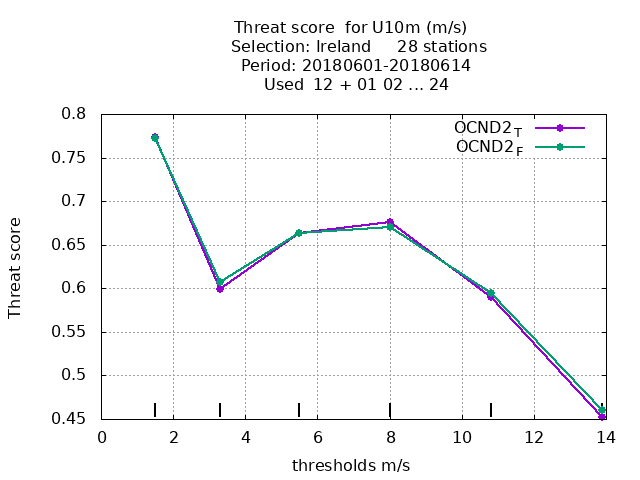 Threat score  for U10m (m/s)
Selection: Ireland     28 stations
Period: 20180601-20180614
Used  12 + 01 02 ... 24
OCND2T
OCND2F
0.8
0.75
0.7
0.65
0.6
0.55
0.5
0.45
Threat score
0 2 4 6 8 10 12 14
thresholds m/s